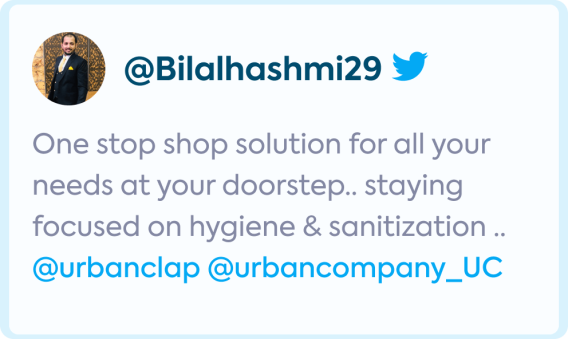 @Bilalhashmi29
One stop shop solution for all your
needs at your doorstep.. staying
focused on hygiene & sanitization ..
@urbanclap @urbancompany_UC